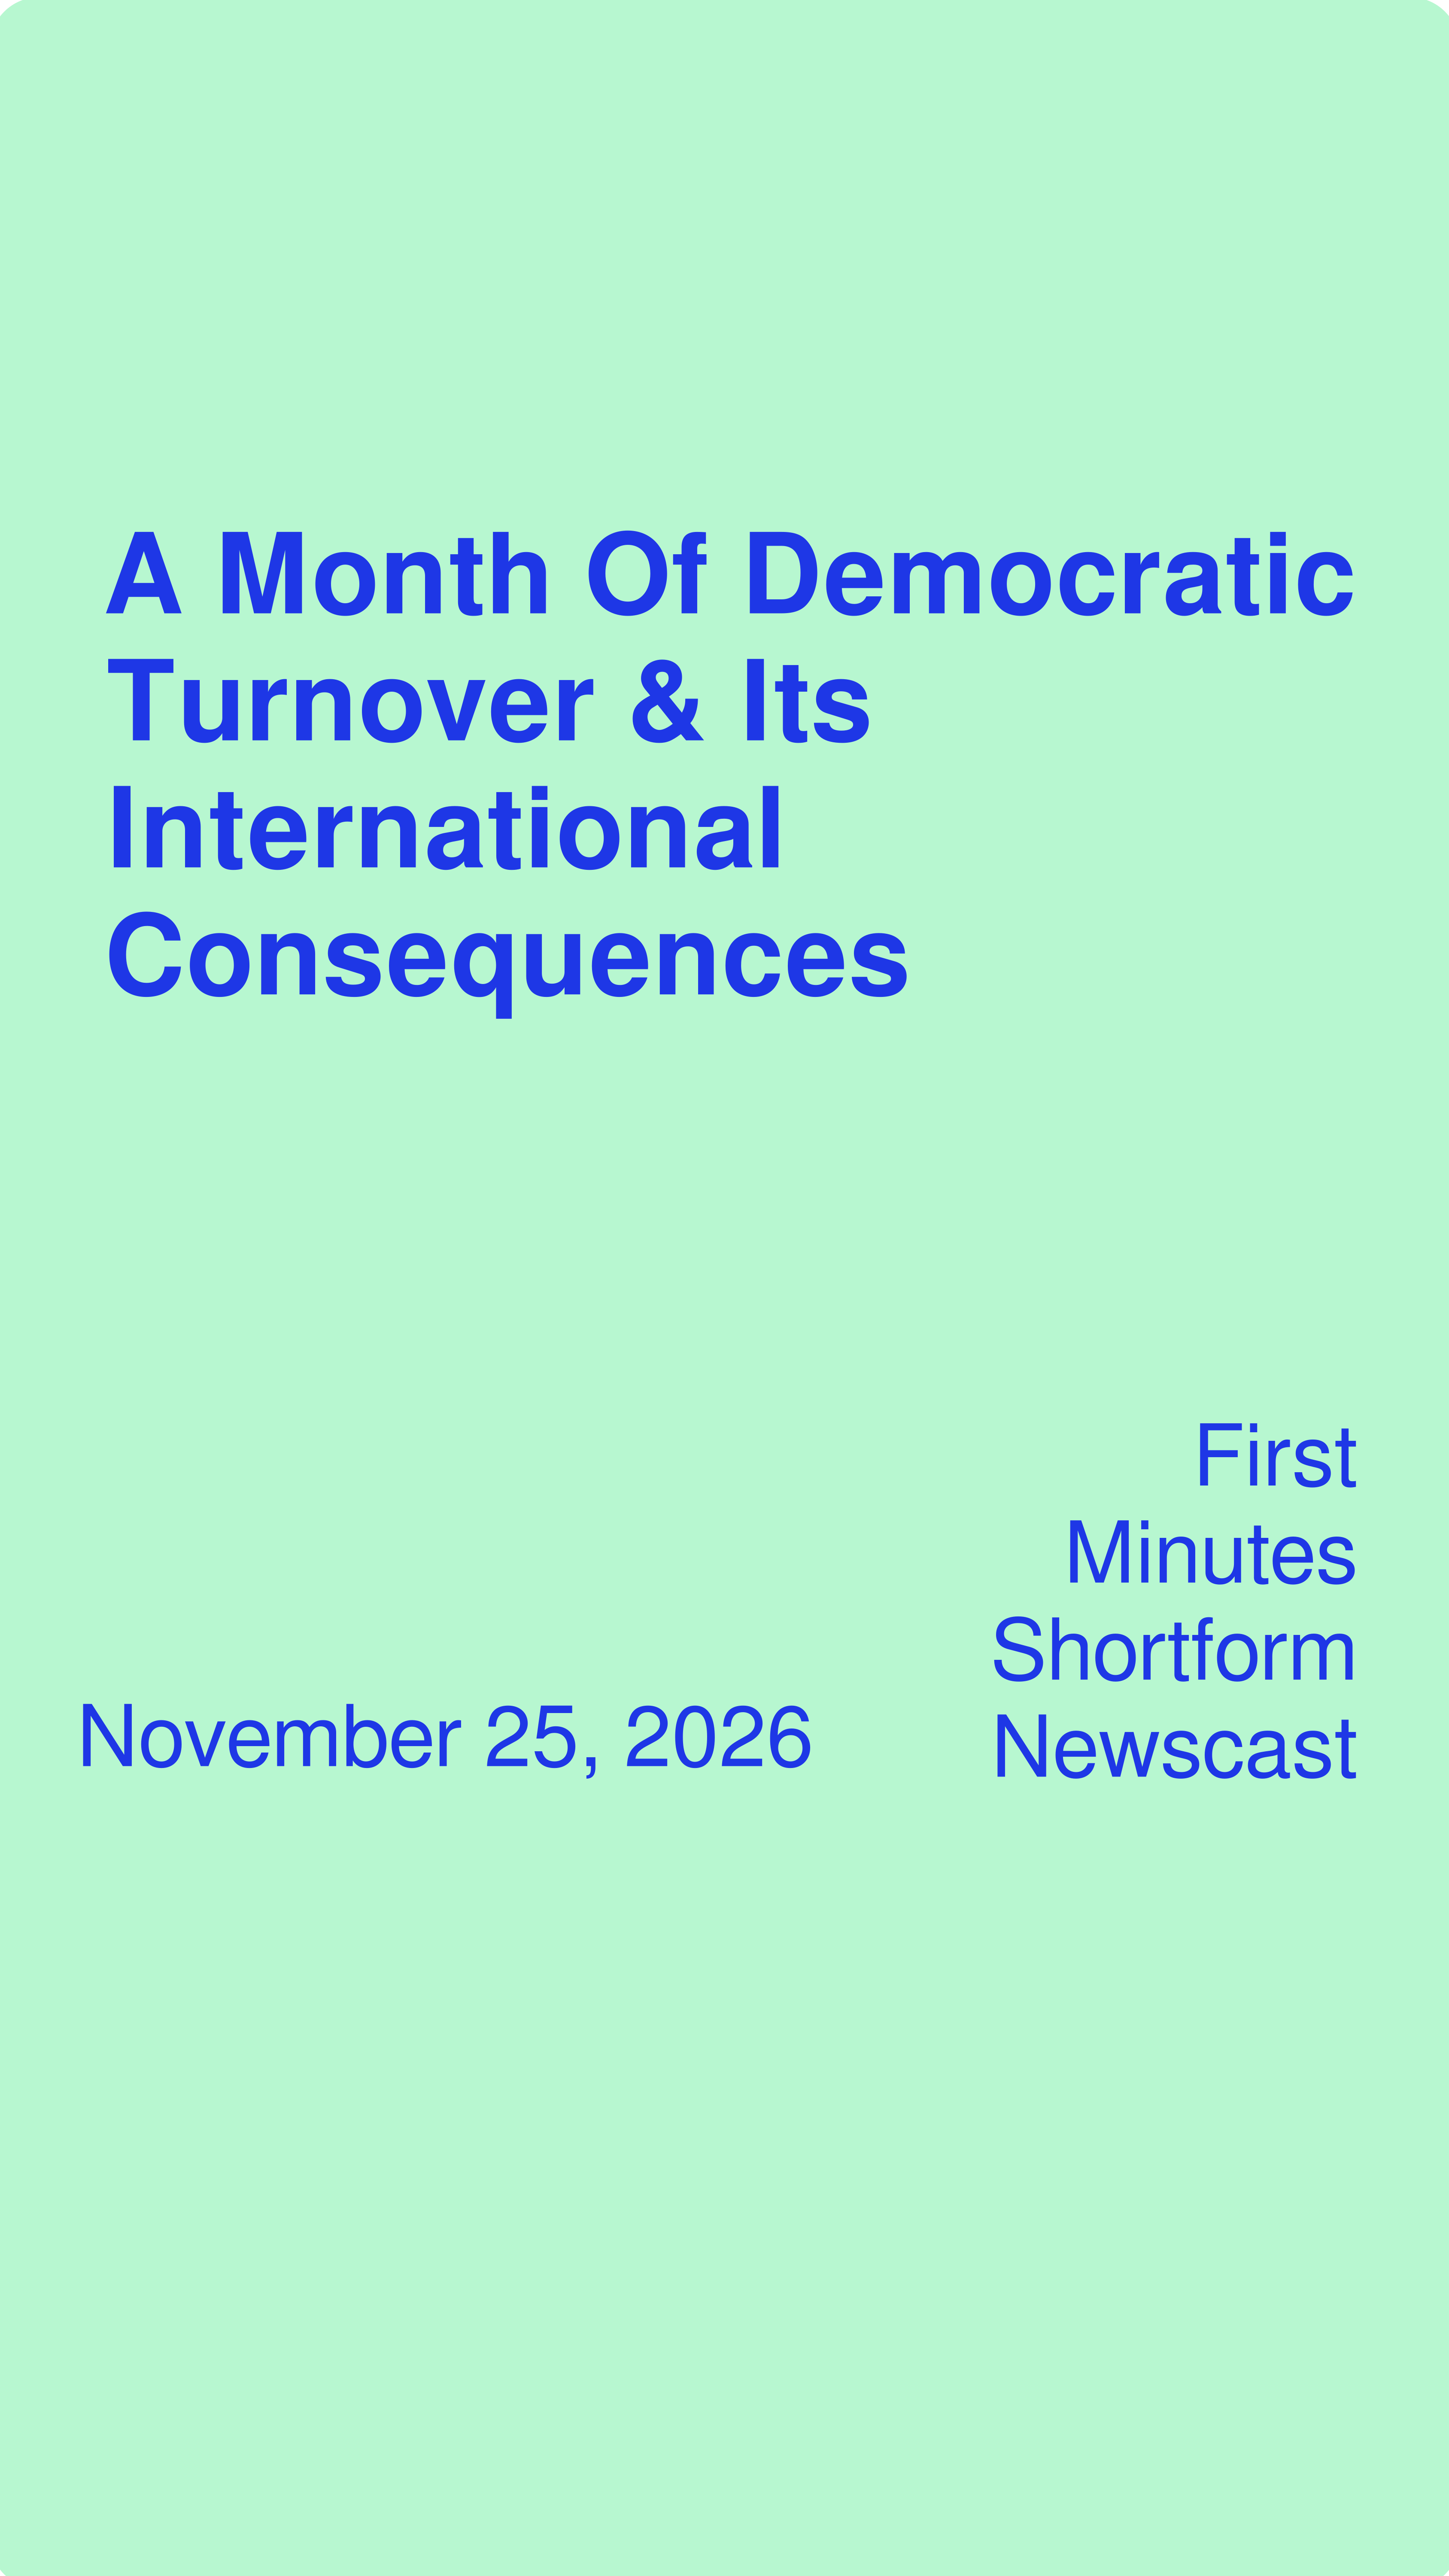 A Month Of Democratic
Turnover & Its
International
Consequences
First
Minutes
Shortform
Newscast
November 25, 2026